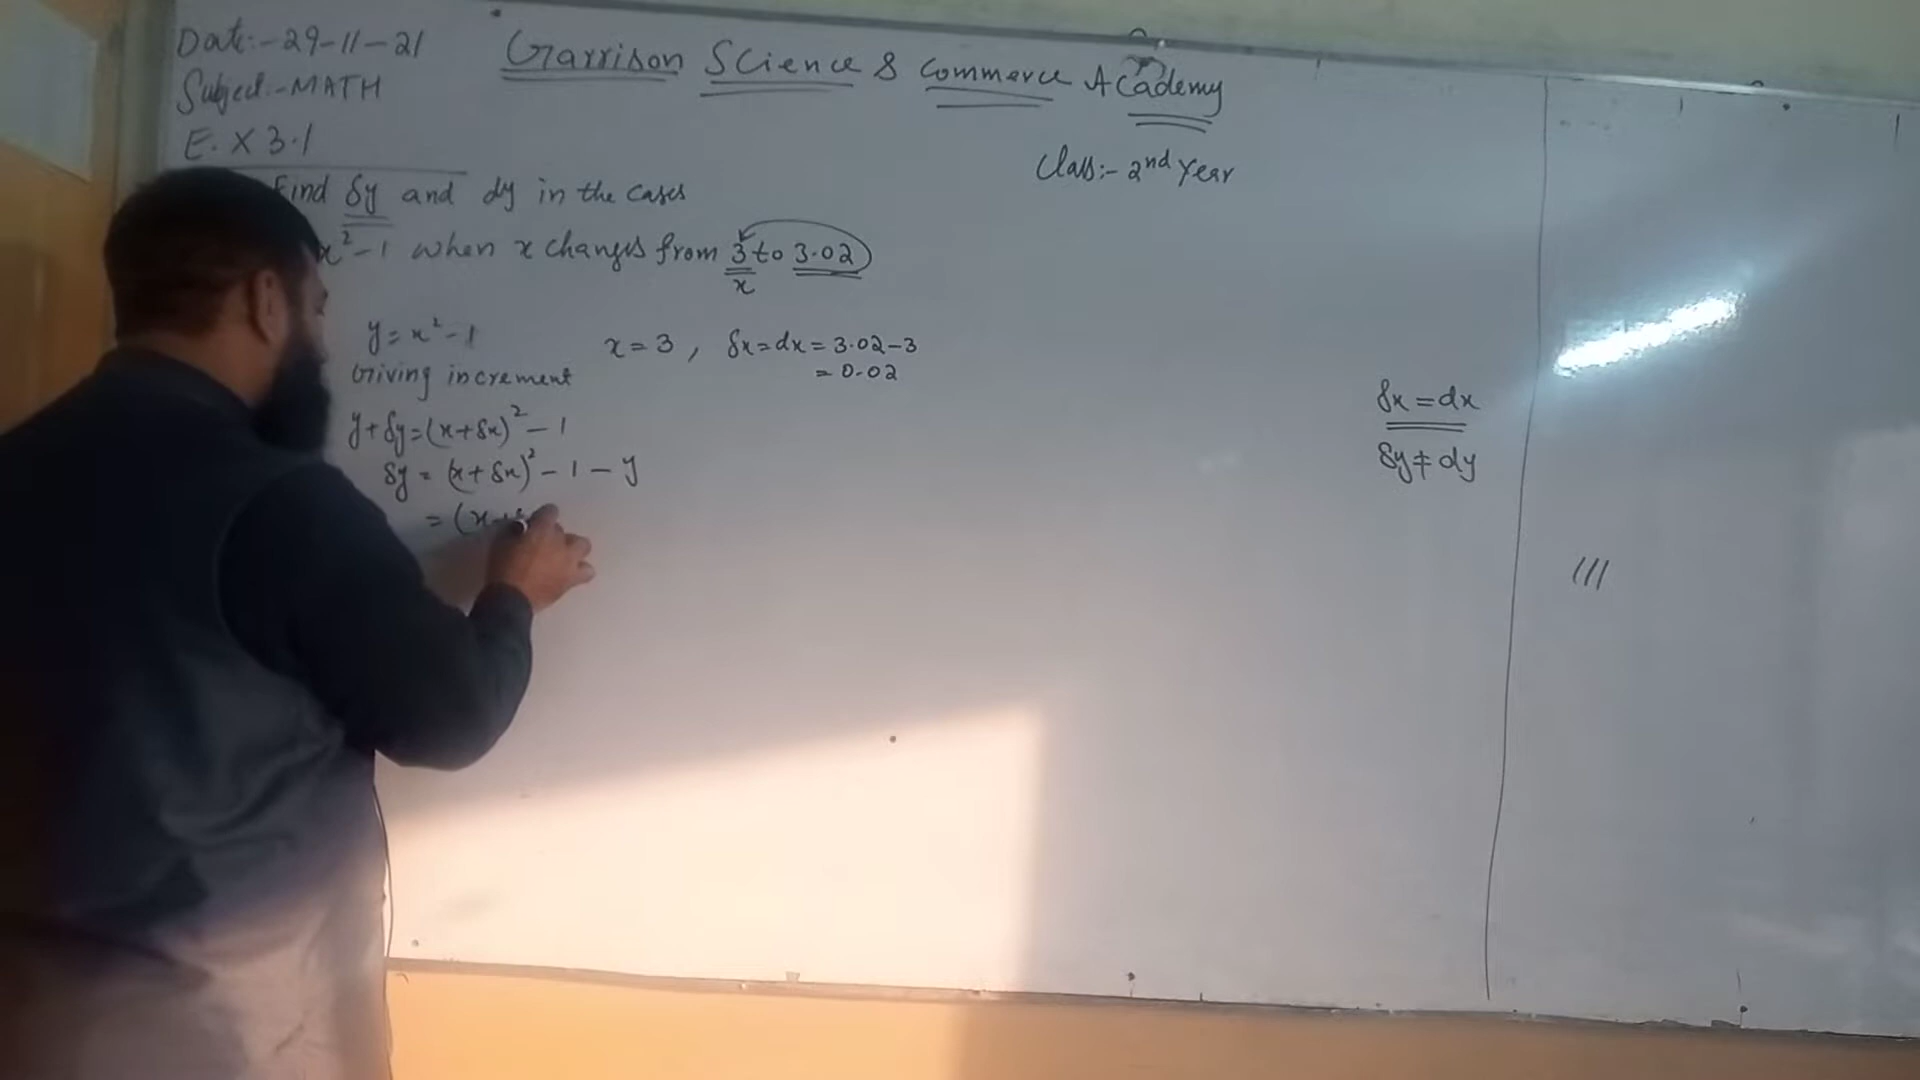 Date:-29-11-21
Garrison Science & Commerce Academy
Subject:-MATH
E.X 3.1
Class:- 2nd Year
Find δy and dy in the cases
x²-1 when x changes from 3 to 3.02
x
y = x² - 1
x = 3 , δx = dx = 3.02 - 3
= 0.02
Giving increment
y + δy = (x + δx)² - 1
δy = (x + δx)² - 1 - y
= (x +
δx = dx
δy ≠ dy
///